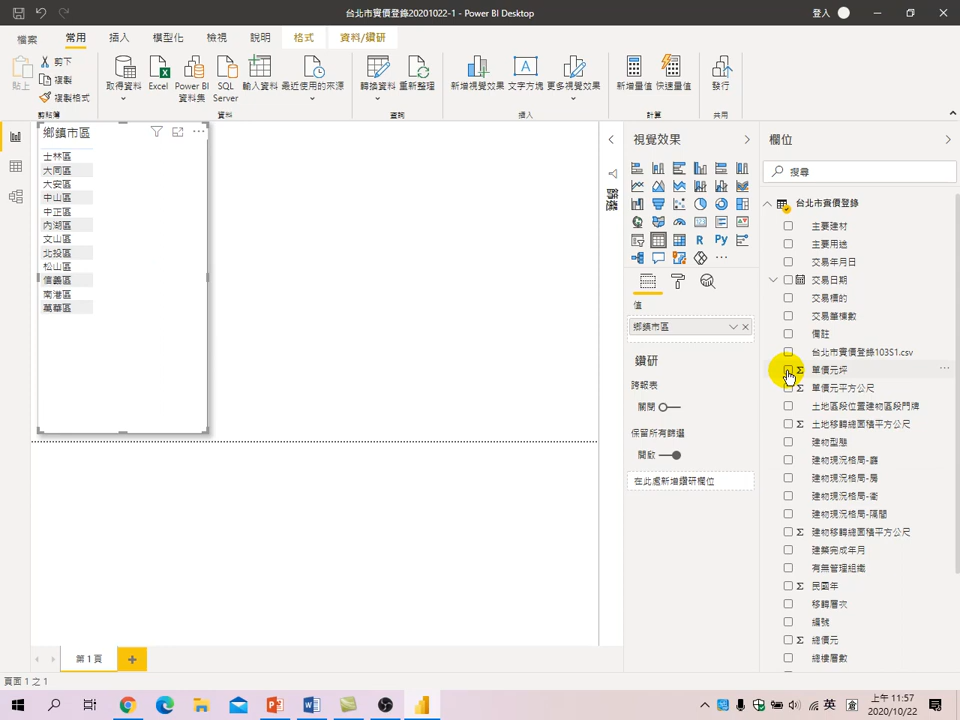 台北市實價登錄20201022-1 - Power BI Desktop
登入
檔案
常用
插入
模型化
檢視
說明
格式
資料/鑽研
貼上
剪下
複製
複製格式
剪貼簿
取得資料
Excel
Power BI
資料集
SQL
Server
輸入資料
最近使用的來源
資料
轉換資料
重新整理
查詢
新增視覺效果
文字方塊
更多視覺效果
插入
新增量值
快速量值
計算
發行
共用
鄉鎮市區
士林區
大同區
大安區
中山區
中正區
內湖區
文山區
北投區
松山區
信義區
南港區
萬華區
篩選
視覺效果
R
Py
值
鄉鎮市區
鑽研
跨報表
關閉
保留所有篩選
開啟
在此處新增鑽研欄位
欄位
搜尋
台北市實價登錄
主要建材
主要用途
交易年月日
交易日期
交易標的
交易筆棟數
備註
台北市實價登錄103S1.csv
單價元坪
單價元平方公尺
土地區段位置建物區段門牌
土地移轉總面積平方公尺
建物型態
建物現況格局-廳
建物現況格局-房
建物現況格局-衛
建物現況格局-隔間
建物移轉總面積平方公尺
建築完成年月
有無管理組織
民國年
移轉層次
編號
總價元
總樓層數
第 1 頁
頁面 1 之 1
英
上午 11:57
2020/10/22